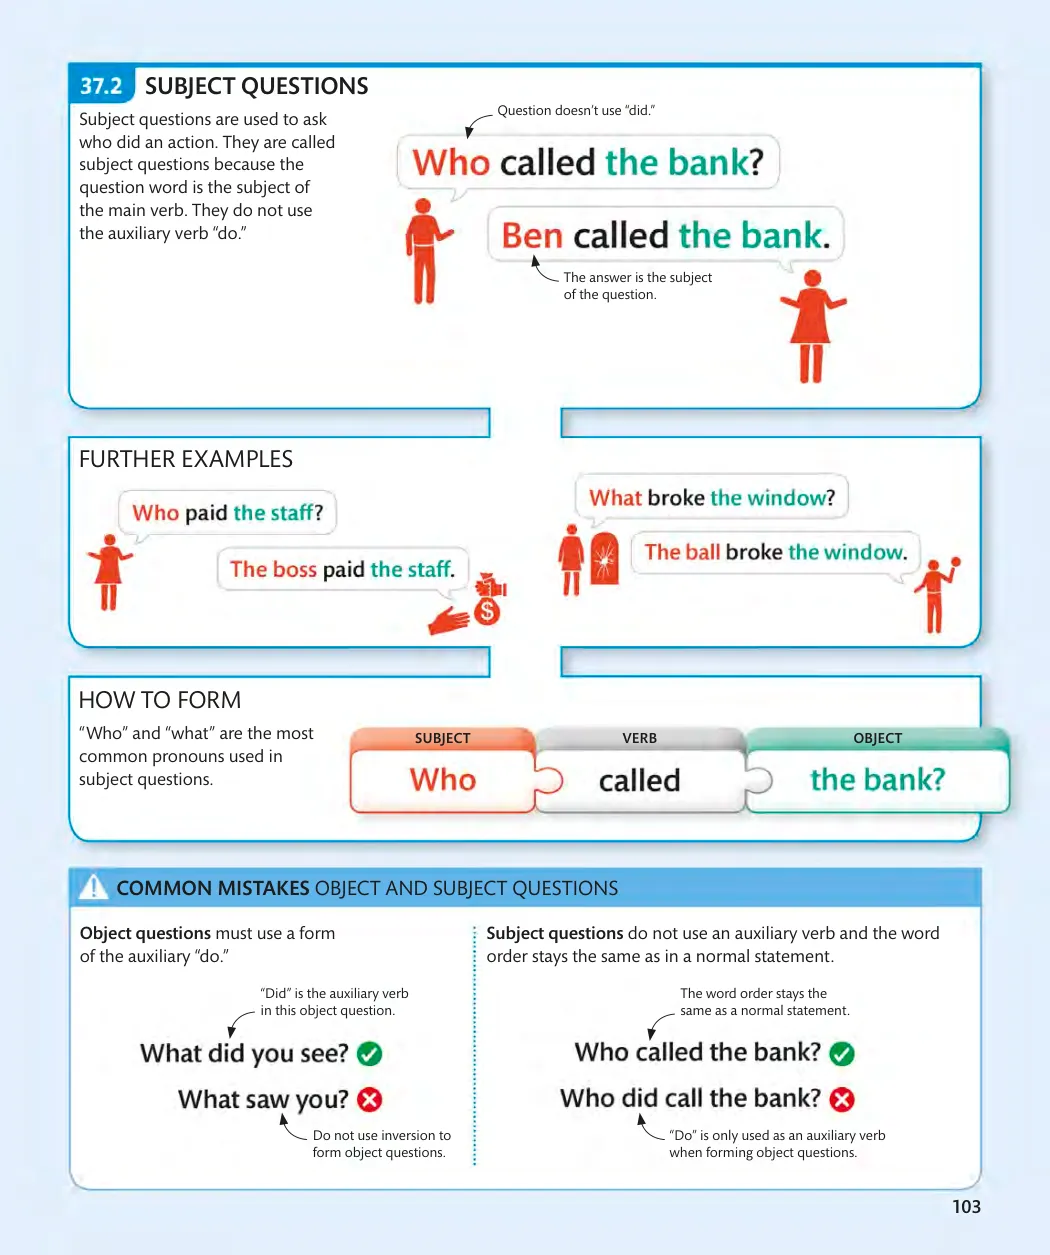 37.2 SUBJECT QUESTIONS
Subject questions are used to ask
who did an action. They are called
subject questions because the
question word is the subject of
the main verb. They do not use
the auxiliary verb “do.”
Question doesn’t use “did.”
Who called the bank?
Ben called the bank.
The answer is the subject
of the question.
FURTHER EXAMPLES
Who paid the staff?
The boss paid the staff.
$
What broke the window?
The ball broke the window.
HOW TO FORM
“Who” and “what” are the most
common pronouns used in
subject questions.
SUBJECT VERB OBJECT
Who called the bank?
COMMON MISTAKES OBJECT AND SUBJECT QUESTIONS
Object questions must use a form
of the auxiliary “do.”
“Did” is the auxiliary verb
in this object question.
What did you see?
What saw you?
Do not use inversion to
form object questions.
Subject questions do not use an auxiliary verb and the word
order stays the same as in a normal statement.
The word order stays the
same as a normal statement.
Who called the bank?
Who did call the bank?
“Do” is only used as an auxiliary verb
when forming object questions.
103